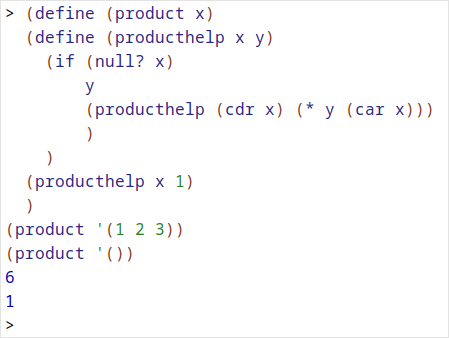 > (define (product x)
  (define (producthelp x y)
    (if (null? x)
        y
        (producthelp (cdr x) (* y (car x)))
        )
    )
  (producthelp x 1)
  )
(product '(1 2 3))
(product '())
6
1
>